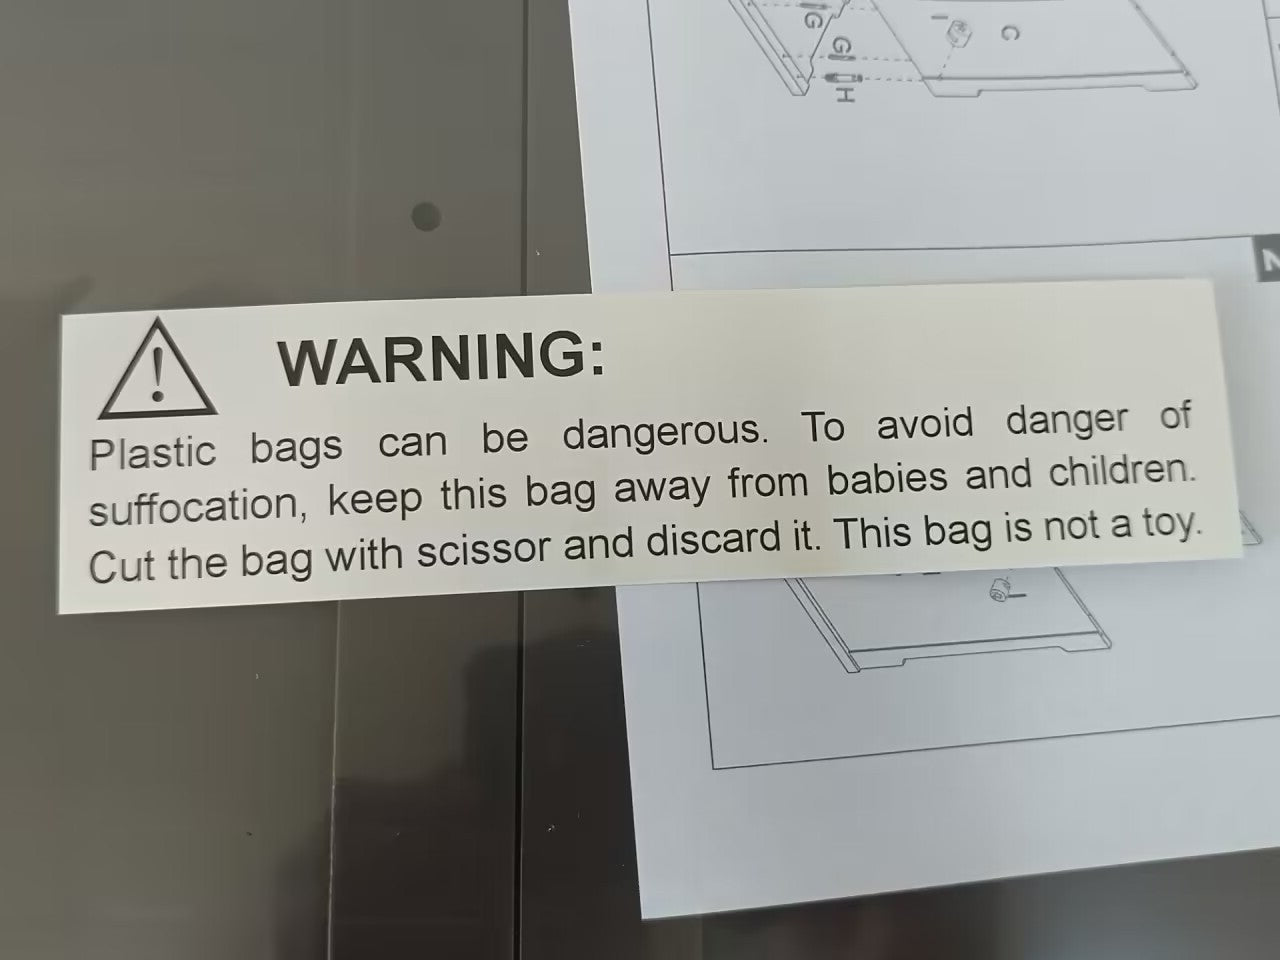 G
C
G
H
N
! WARNING:
Plastic bags can be dangerous. To avoid danger of
suffocation, keep this bag away from babies and children.
Cut the bag with scissor and discard it. This bag is not a toy.